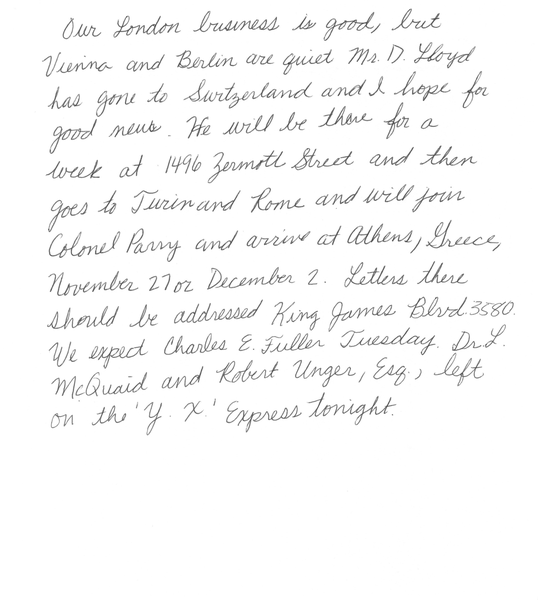 Our London business is good, but
Vienna and Berlin are quiet Mr. D. Lloyd
has gone to Switzerland and I hope for
good news. He will be there for a
week at 1496 Zermott Street and then
goes to Turin and Rome and will join
Colonel Parry and arrive at Athens, Greece,
November 27 or December 2. Letters there
should be addressed King James Blvd. 3580.
We expect Charles E. Fuller Tuesday. Dr. L.
McQuaid and Robert Unger, Esq., left
on the 'Y. X.' Express tonight.